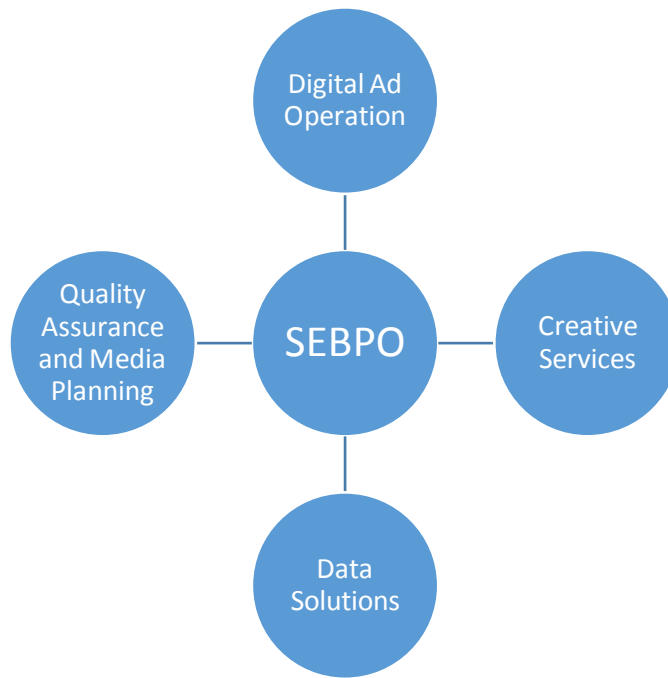 Digital Ad
Operation
Quality
Assurance
and Media
Planning
SEBPO
Creative
Services
Data
Solutions